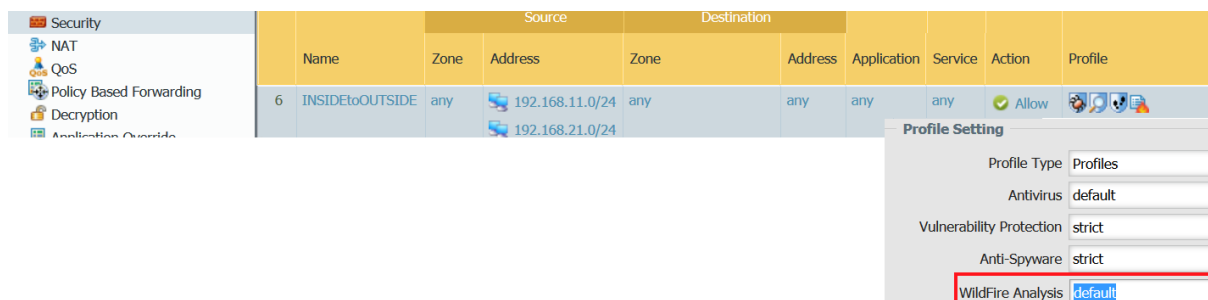 Security
NAT
QoS
Policy Based Forwarding
Decryption
Application Override
Source Destination
Name Zone Address Zone Address Application Service Action Profile
6 INSIDEtoOUTSIDE any 192.168.11.0/24 any any any any Allow
192.168.21.0/24
Profile Setting
Profile Type Profiles
Antivirus default
Vulnerability Protection strict
Anti-Spyware strict
WildFire Analysis default